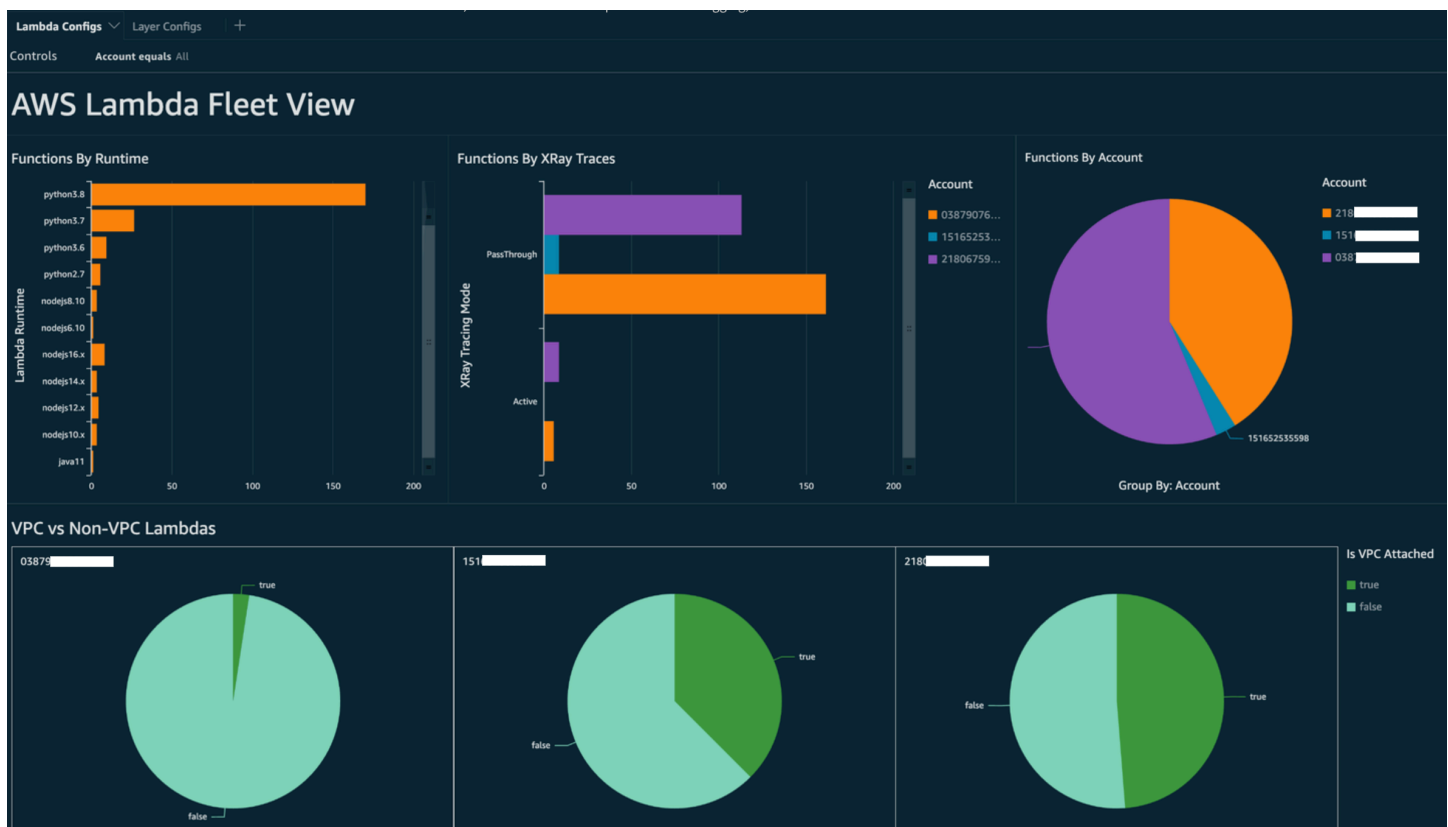 Lambda Configs Layer Configs +
Controls Account equals All
AWS Lambda Fleet View
Functions By Runtime
Lambda Runtime
python3.8
python3.7
python3.6
python2.7
nodejs8.10
nodejs6.10
nodejs16.x
nodejs14.x
nodejs12.x
nodejs10.x
java11
0 50 100 150 200
Functions By XRay Traces
XRay Tracing Mode
PassThrough
Active
0 50 100 150 200
Account
03879076...
15165253...
21806759...
Functions By Account
Account
218
151
038
151652535598
Group By: Account
VPC vs Non-VPC Lambdas
03879
true
false
151
true
false
218
true
false
Is VPC Attached
true
false